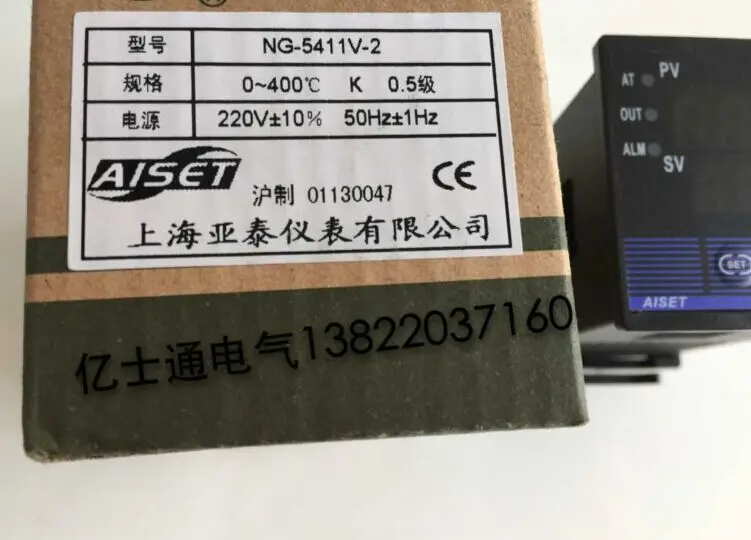 型号 NG-5411V-2
规格 0~400℃ K 0.5级
电源 220V±10% 50Hz±1Hz
AISET 沪制 01130047 CE
上海亚泰仪表有限公司
亿士通电气13822037160
AT PV
OUT
ALM
SV
SET
AISET